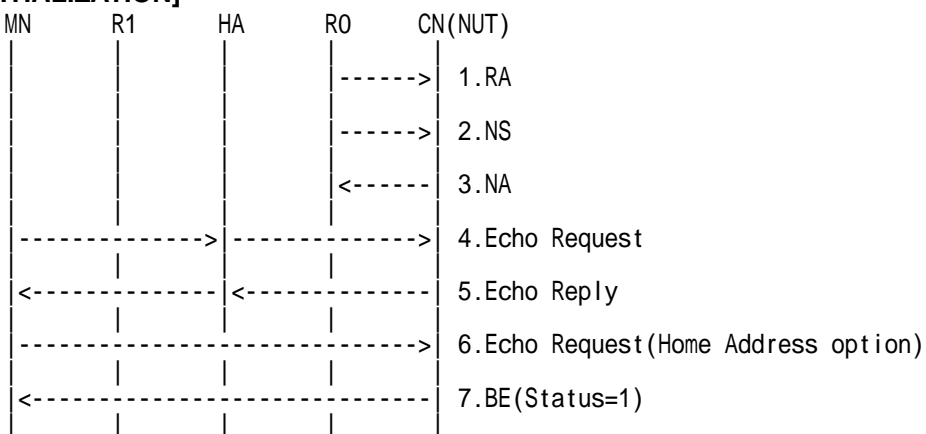 MN R1 HA R0 CN(NUT)
1.RA
2.NS
3.NA
4.Echo Request
5.Echo Reply
6.Echo Request(Home Address option)
7.BE(Status=1)